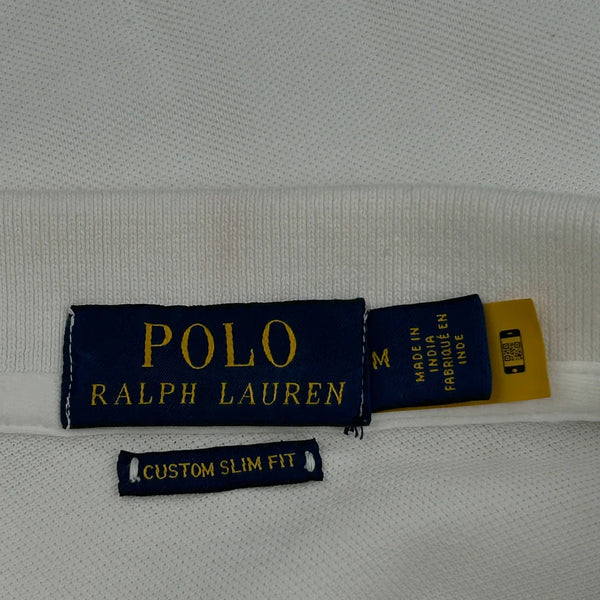 POLO
RALPH LAUREN
M
MADE IN
INDIA
FABRIQUÉ EN
INDE
CUSTOM SLIM FIT